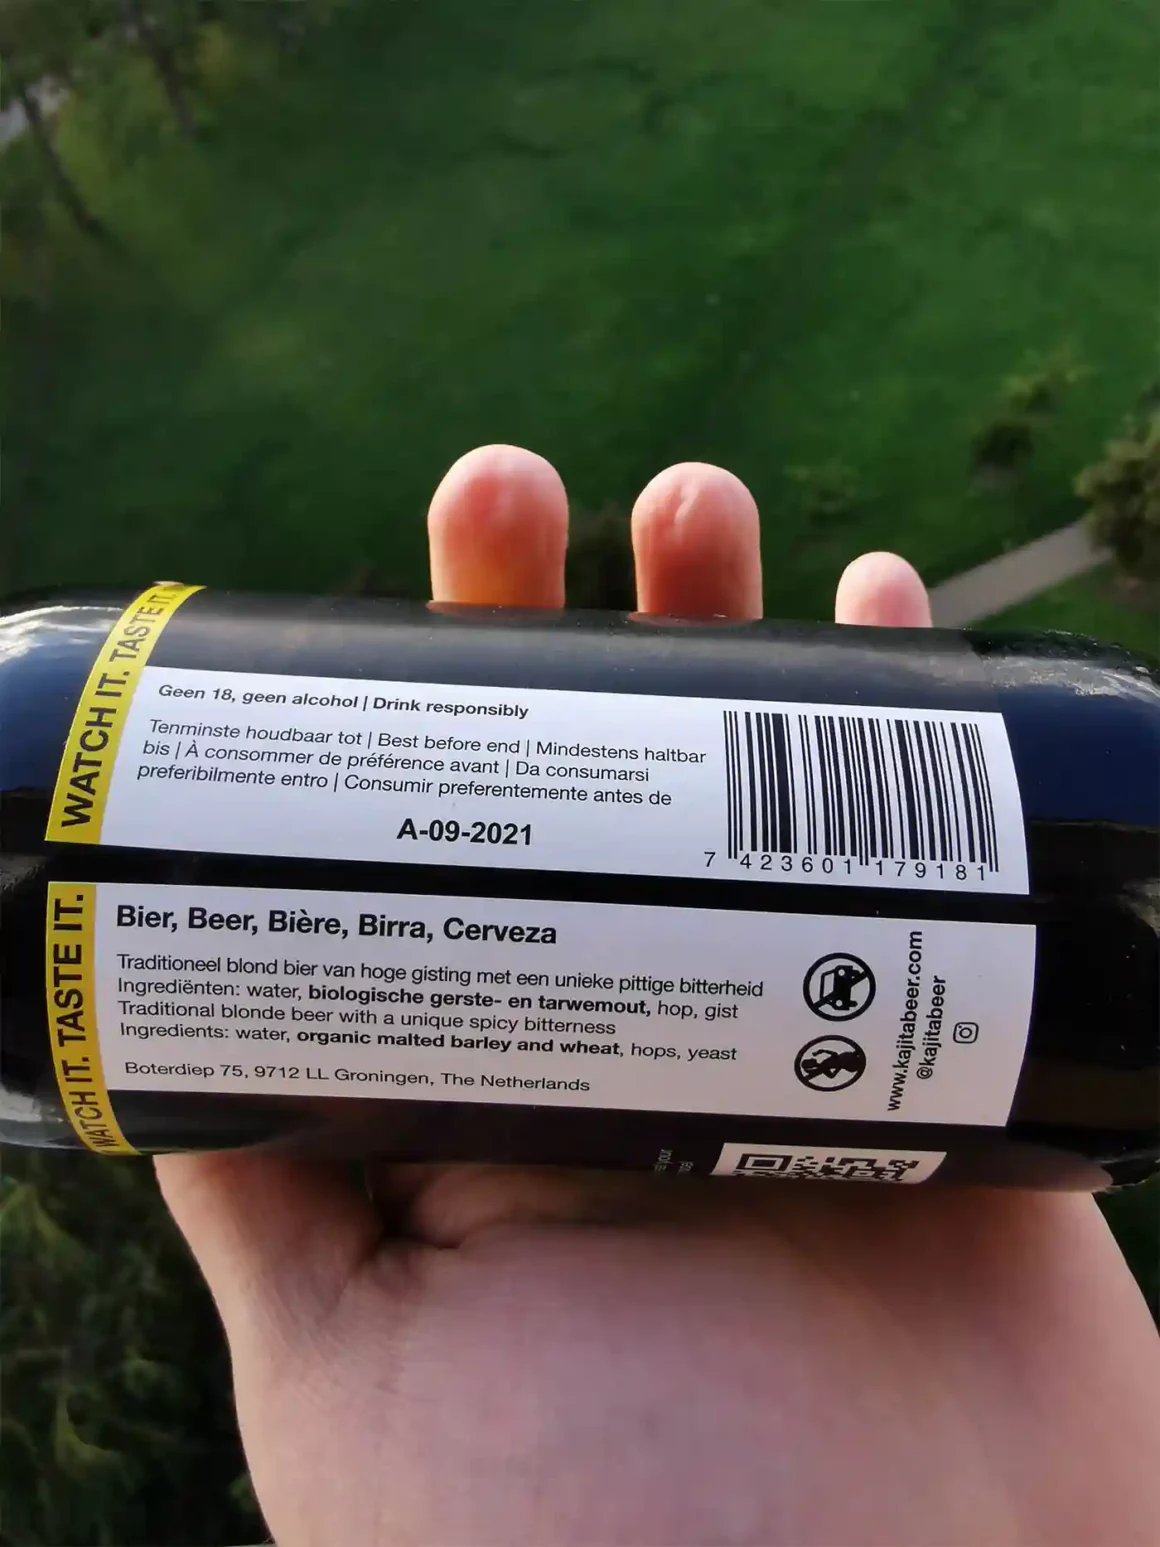 WATCH IT. TASTE IT.
Geen 18, geen alcohol | Drink responsibly
Tenminste houdbaar tot | Best before end | Mindestens haltbar
bis | À consommer de préférence avant | Da consumarsi
preferibilmente entro | Consumir preferentemente antes de
A-09-2021
7 423601 179181
WATCH IT. TASTE IT.
Bier, Beer, Bière, Birra, Cerveza
Traditioneel blond bier van hoge gisting met een unieke pittige bitterheid
Ingrediënten: water, biologische gerste- en tarwemout, hop, gist
Traditional blonde beer with a unique spicy bitterness
Ingredients: water, organic malted barley and wheat, hops, yeast
Boterdiep 75, 9712 LL Groningen, The Netherlands
www.kajitabeer.com
@kajitabeer